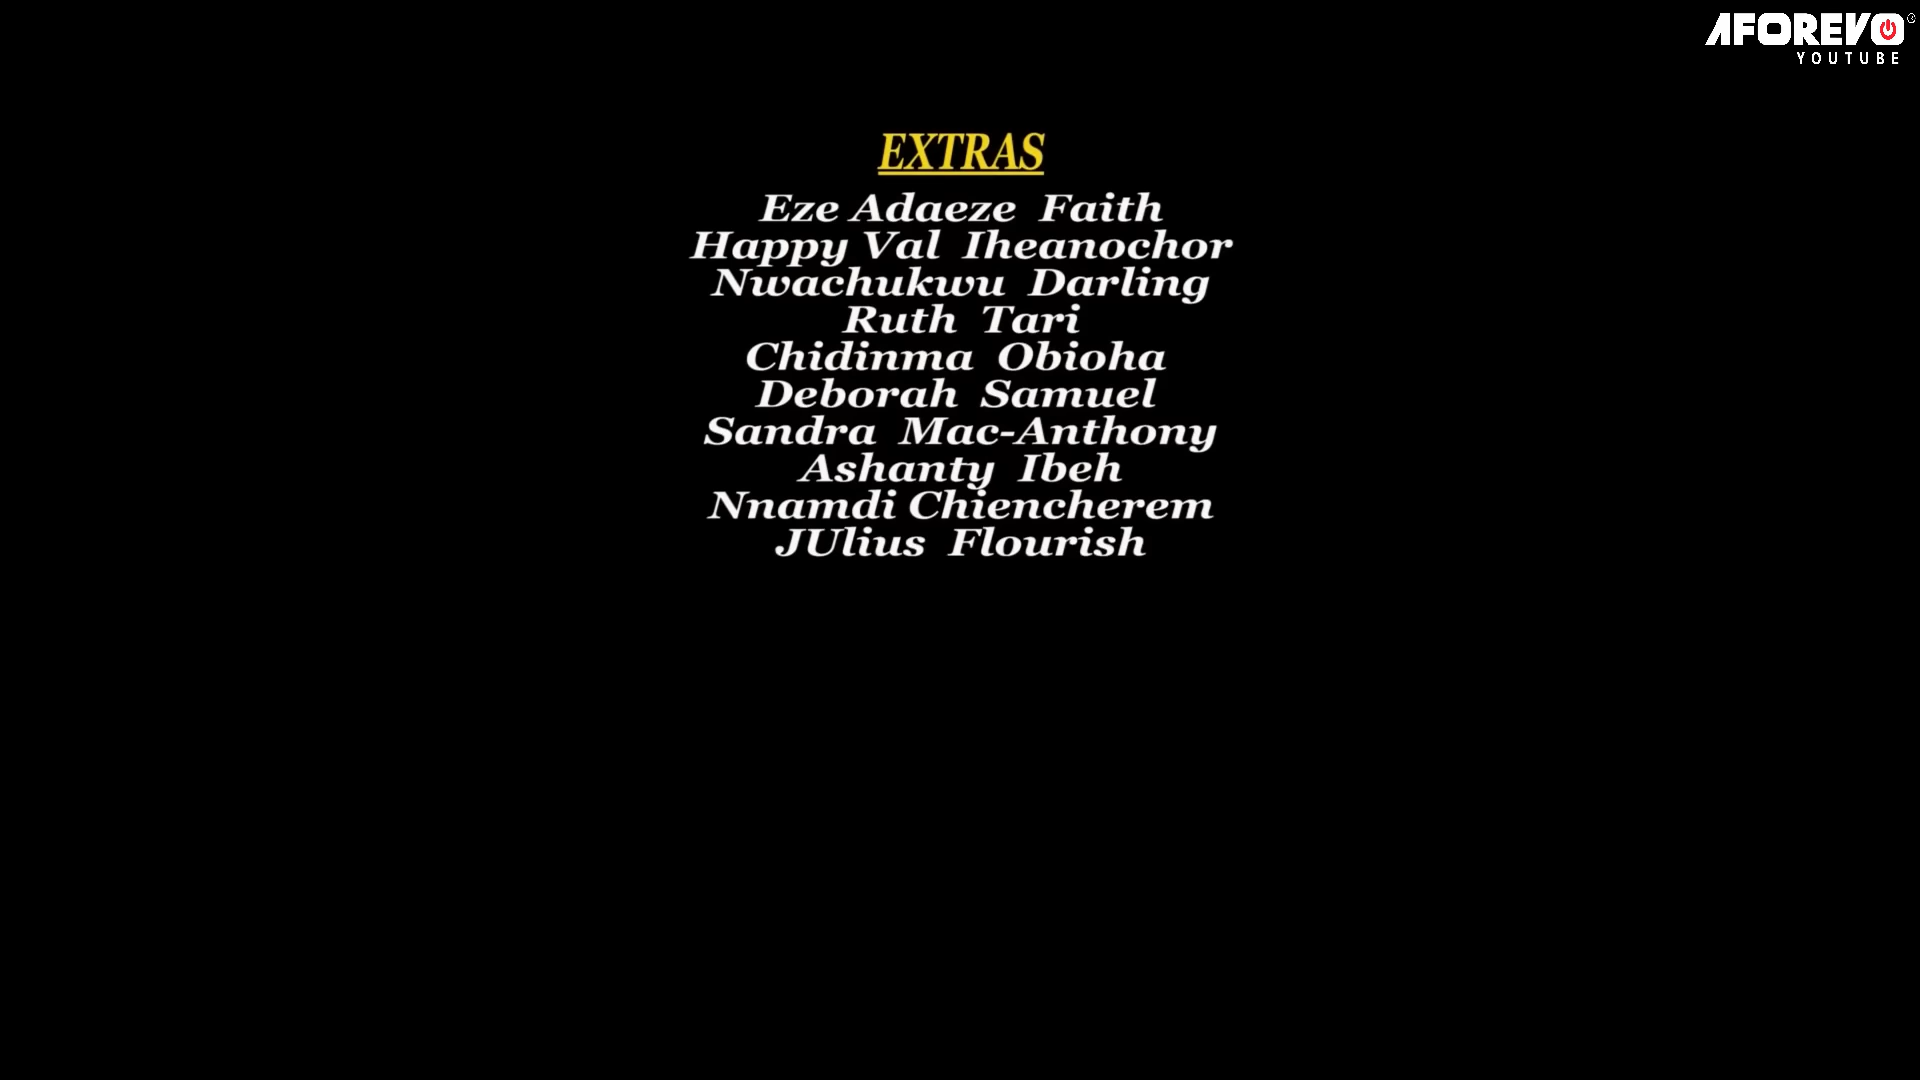 AFOREVO
YOUTUBE
EXTRAS
Eze Adaeze Faith
Happy Val Iheanochor
Nwachukwu Darling
Ruth Tari
Chidinma Obioha
Deborah Samuel
Sandra Mac-Anthony
Ashanty Ibeh
Nnamdi Chiencherem
JUlius Flourish